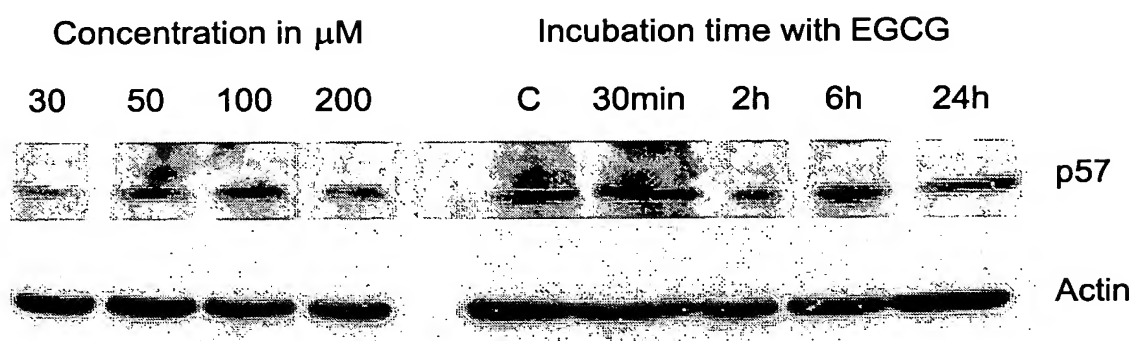 Concentration in μM Incubation time with EGCG
30 50 100 200 C 30min 2h 6h 24h
p57
Actin